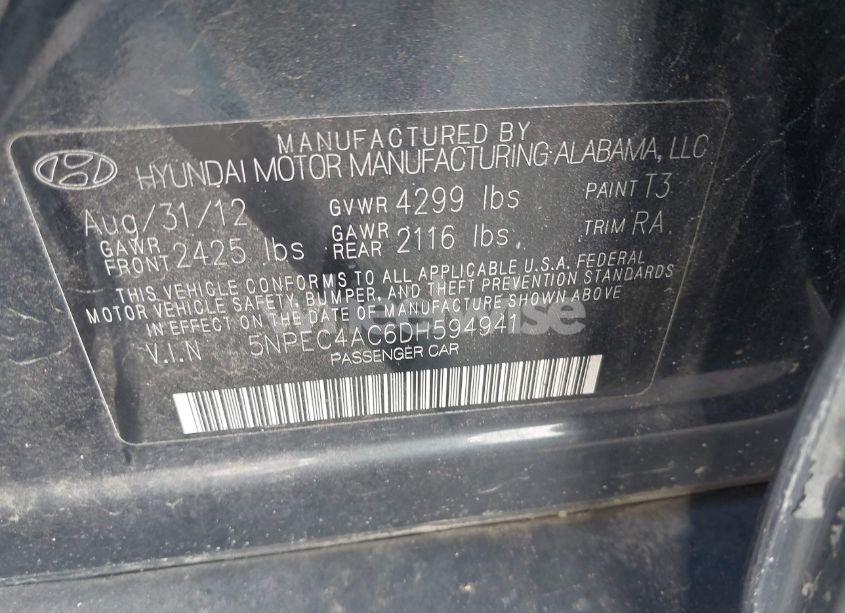 MANUFACTURED BY
HYUNDAI MOTOR MANUFACTURING ALABAMA, LLC
Aug/31/12 GVWR 4299 lbs PAINT T3
GAWR FRONT 2425 lbs GAWR REAR 2116 lbs TRIM RA
THIS VEHICLE CONFORMS TO ALL APPLICABLE U.S.A. FEDERAL
MOTOR VEHICLE SAFETY, BUMPER, AND THEFT PREVENTION STANDARDS
IN EFFECT ON THE DATE OF MANUFACTURE SHOWN ABOVE
V.I.N 5NPEC4AC6DH594941
PASSENGER CAR